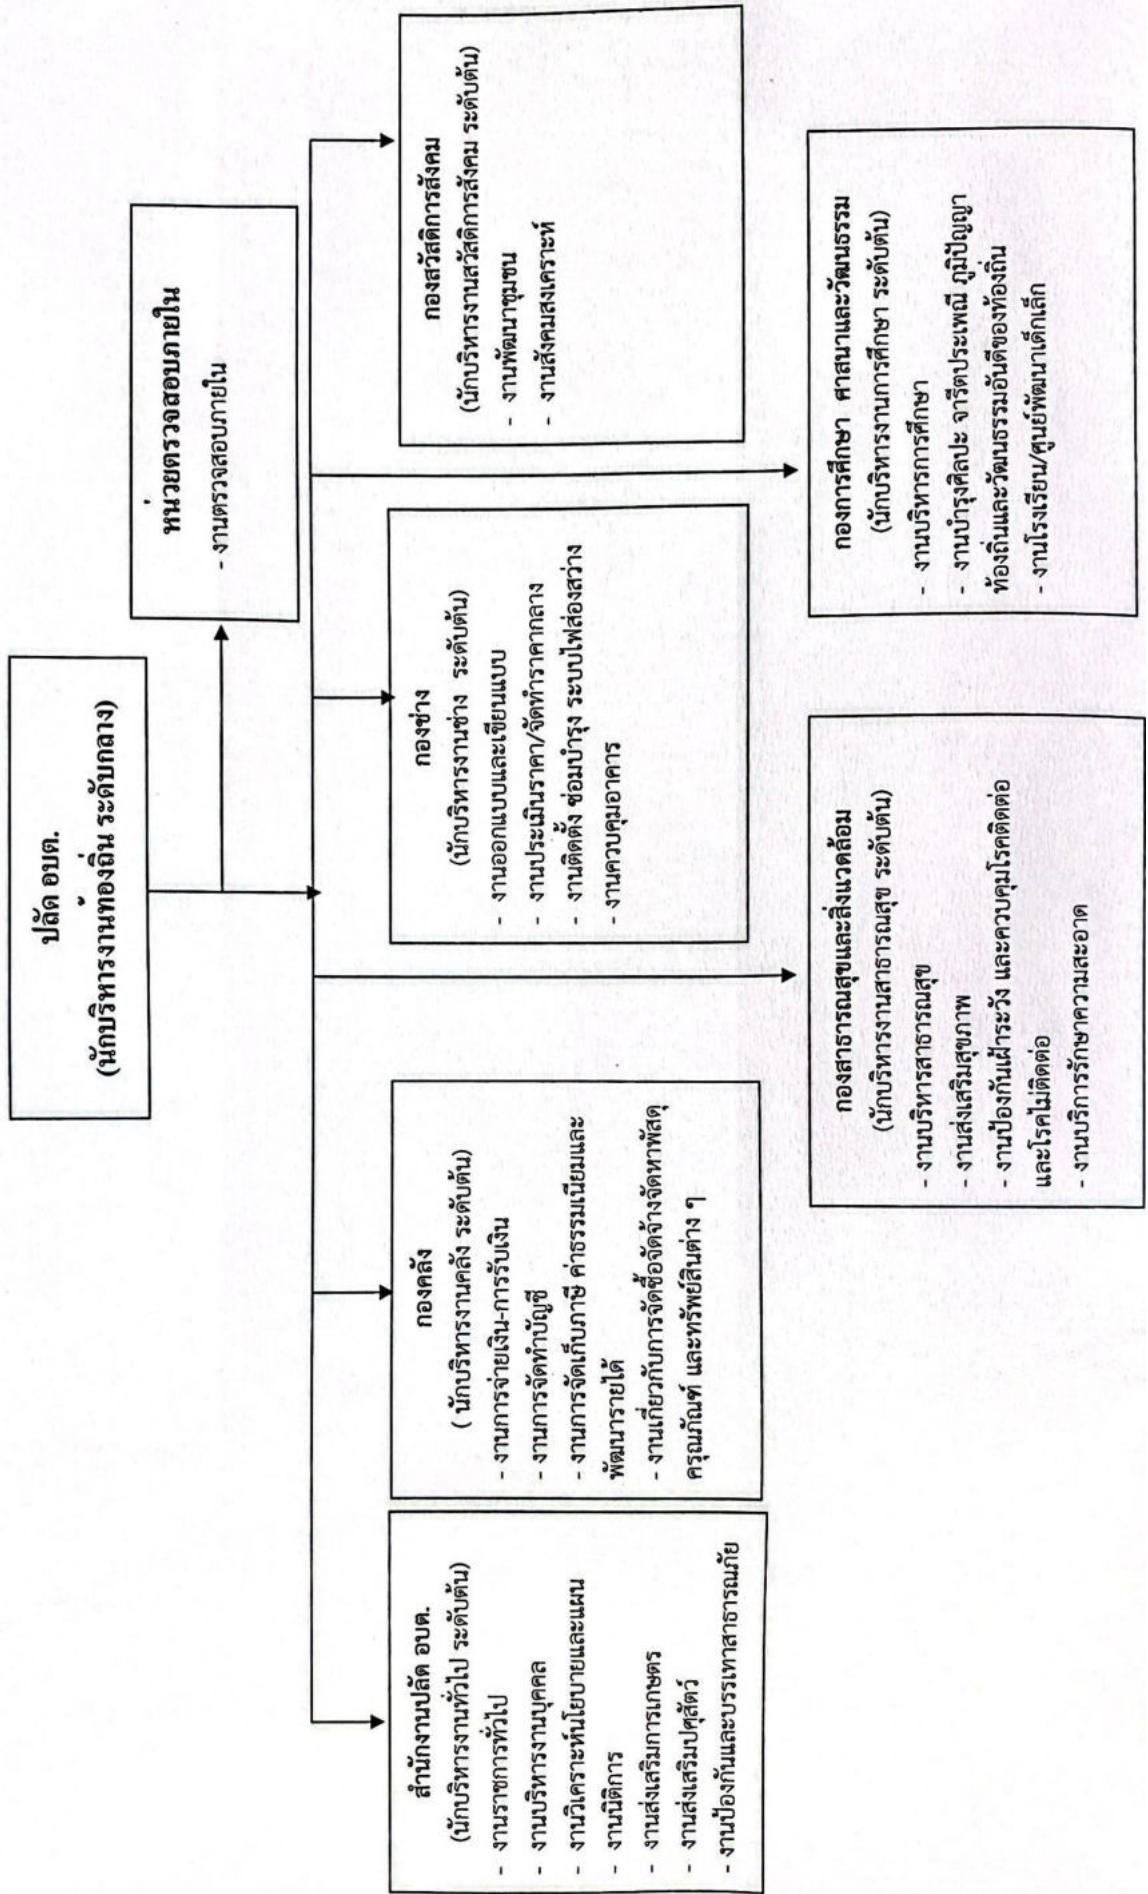 ปลัด อบต.
(นักบริหารงานท้องถิ่น ระดับกลาง)
หน่วยตรวจสอบภายใน
- งานตรวจสอบภายใน
สำนักงานปลัด อบต.
(นักบริหารงานทั่วไป ระดับต้น)
- งานราชการทั่วไป
- งานบริหารงานบุคคล
- งานวิเคราะห์นโยบายและแผน
- งานนิติการ
- งานส่งเสริมการเกษตร
- งานส่งเสริมปศุสัตว์
- งานป้องกันและบรรเทาสาธารณภัย
กองคลัง
( นักบริหารงานคลัง ระดับต้น)
- งานการจ่ายเงิน-การรับเงิน
- งานการจัดทำบัญชี
- งานการจัดเก็บภาษี ค่าธรรมเนียมและ
พัฒนารายได้
- งานเกี่ยวกับการจัดซื้อจัดจ้างจัดหาพัสดุ
ครุณภัณฑ์ และทรัพย์สินต่าง ๆ
กองช่าง
(นักบริหารงานช่าง ระดับต้น)
- งานออกแบบและเขียนแบบ
- งานประเมินราคา/จัดทำราคากลาง
- งานติดตั้ง ซ่อมบำรุง ระบบไฟส่องสว่าง
- งานควบคุมอาคาร
กองสวัสดิการสังคม
(นักบริหารงานสวัสดิการสังคม ระดับต้น)
- งานพัฒนาชุมชน
- งานสังคมสงเคราะห์
กองสาธารณสุขและสิ่งแวดล้อม
(นักบริหารงานสาธารณสุข ระดับต้น)
- งานบริหารสาธารณสุข
- งานส่งเสริมสุขภาพ
- งานป้องกันเฝ้าระวัง และควบคุมโรคติดต่อ
และโรคไม่ติดต่อ
- งานบริการรักษาความสะอาด
กองการศึกษา ศาสนาและวัฒนธรรม
(นักบริหารงานการศึกษา ระดับต้น)
- งานบริหารการศึกษา
- งานบำรุงศิลปะ จารีตประเพณี ภูมิปัญญา
ท้องถิ่นและวัฒนธรรมอันดีของท้องถิ่น
- งานโรงเรียน/ศูนย์พัฒนาเด็กเล็ก